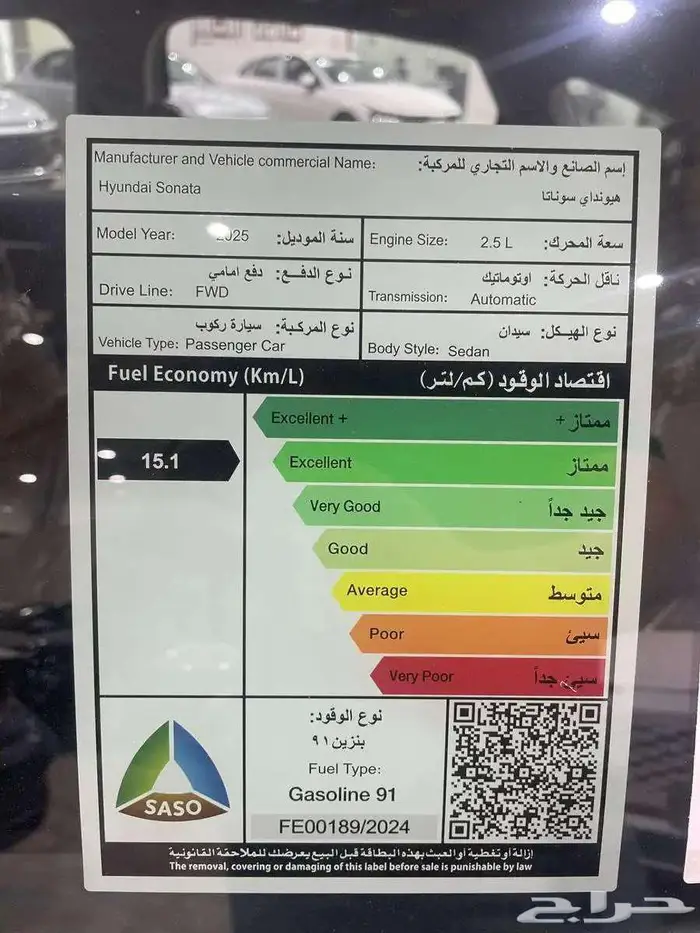 Manufacturer and Vehicle commercial Name: إسم الصانع والاسم التجاري للمركبة:
Hyundai Sonata هيونداي سوناتا
Model Year: 2025 سنة الموديل:
Engine Size: 2.5 L سعة المحرك:
نوع الدفع: دفع امامي
Drive Line: FWD
ناقل الحركة: اوتوماتيك
Transmission: Automatic
نوع المركبة: سيارة ركوب
Vehicle Type: Passenger Car
نوع الهيكل: سيدان
Body Style: Sedan
Fuel Economy (Km/L) اقتصاد الوقود (كم/لتر)
Excellent + ممتاز +
15.1
Excellent ممتاز
Very Good جيد جداً
Good جيد
Average متوسط
Poor سيئ
Very Poor سيئ جداً
نوع الوقود:
بنزين ٩١
Fuel Type:
Gasoline 91
FE00189/2024
SASO
إزالة أو تغطية أو العبث بهذه البطاقة قبل البيع يعرضك للملاحقة القانونية
The removal, covering or damaging of this label before sale is punishable by law
حراج